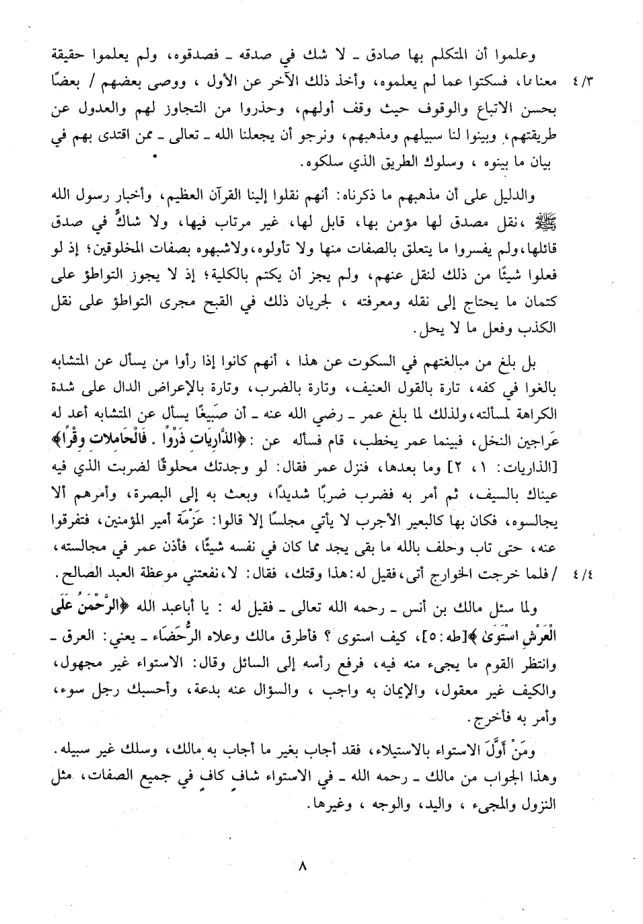 وعلموا أن المتكلم بها صادق ـ لا شك في صدقه ـ فصدقوه، ولم يعلموا حقيقة
٤/٣ معناها، فسكتوا عما لم يعلموه، وأخذ ذلك الآخر عن الأول ، ووصى بعضهم / بعضًا
بحسن الاتباع والوقوف حيث وقف أولهم، وحذروا من التجاوز لهم والعدول عن
طريقتهم، وبينوا لنا سبيلهم ومذهبهم، ونرجو أن يجعلنا الله ـ تعالى ـ ممن اقتدى بهم في
بيان ما بينوه ، وسلوك الطريق الذي سلكوه.
والدليل على أن مذهبهم ما ذكرناه: أنهم نقلوا إلينا القرآن العظيم، وأخبار رسول الله
ﷺ ،نقل مصدق لها مؤمن بها، قابل لها، غير مرتاب فيها، ولا شاكٍّ في صدق
قائلها،ولم يفسروا ما يتعلق بالصفات منها ولا تأولوه،ولاشبهوه بصفات المخلوقين؛ إذ لو
فعلوا شيئًا من ذلك لنقل عنهم، ولم يجز أن يكتم بالكلية؛ إذ لا يجوز التواطؤ على
كتمان ما يحتاج إلى نقله ومعرفته ، لجريان ذلك في القبح مجرى التواطؤ على نقل
الكذب وفعل ما لا يحل.
بل بلغ من مبالغتهم في السكوت عن هذا ، أنهم كانوا إذا رأوا من يسأل عن المتشابه
بالغوا في كفه، تارة بالقول العنيف، وتارة بالضرب، وتارة بالإعراض الدال على شدة
الكراهة لمسألته،ولذلك لما بلغ عمر ـ رضي الله عنه ـ أن صَبِيغًا يسأل عن المتشابه أعد له
عَراجين النخل، فبينما عمر يخطب، قام فسأله عن :﴿الذَّارِيَاتِ ذَرْوًا . فَالْحَامِلَاتِ وِقْرًا﴾
[الذاريات: ١، ٢] وما بعدها، فنزل عمر فقال: لو وجدتك محلوقًا لضربت الذي فيه
عيناك بالسيف، ثم أمر به فضرب ضربًا شديدًا، وبعث به إلى البصرة، وأمرهم ألا
يجالسوه، فكان بها كالبعير الأجرب لا يأتي مجلسًا إلا قالوا: عَزْمَة أمير المؤمنين، فتفرقوا
عنه، حتى تاب وحلف بالله ما بقى يجد مما كان في نفسه شيئًا، فأذن عمر في مجالسته،
٤/٤ / فلما خرجت الخوارج أتى،فقيل له:هذا وقتك، فقال: لا،نفعتني موعظة العبد الصالح.
ولما سئل مالك بن أنس ـ رحمه الله تعالى ـ فقيل له : يا أباعبد الله ﴿الرَّحْمَنُ عَلَى
الْعَرْشِ اسْتَوَىٰ ﴾[طه:٥]، كيف استوى ؟ فأطرق مالك وعلاه الرُّحَضَاء ـ يعني: العرق ـ
وانتظر القوم ما يجىء منه فيه، فرفع رأسه إلى السائل وقال: الاستواء غير مجهول،
والكيف غير معقول، والإيمان به واجب ، والسؤال عنه بدعة، وأحسبك رجل سوء،
وأمر به فأخرج.
ومَنْ أَوَّلَ الاستواء بالاستيلاء، فقد أجاب بغير ما أجاب به مالك، وسلك غير سبيله.
وهذا الجواب من مالك ـ رحمه الله ـ في الاستواء شافٍ كافٍ في جميع الصفات، مثل
النزول والمجىء ، واليد، والوجه ، وغيرها.
٨